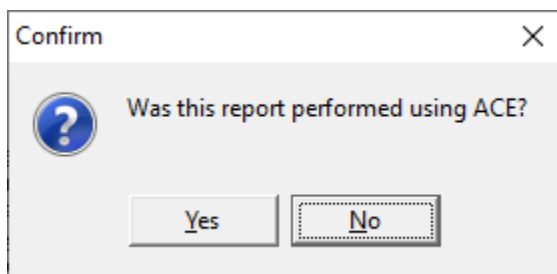 Confirm
Was this report performed using ACE?
Yes
No